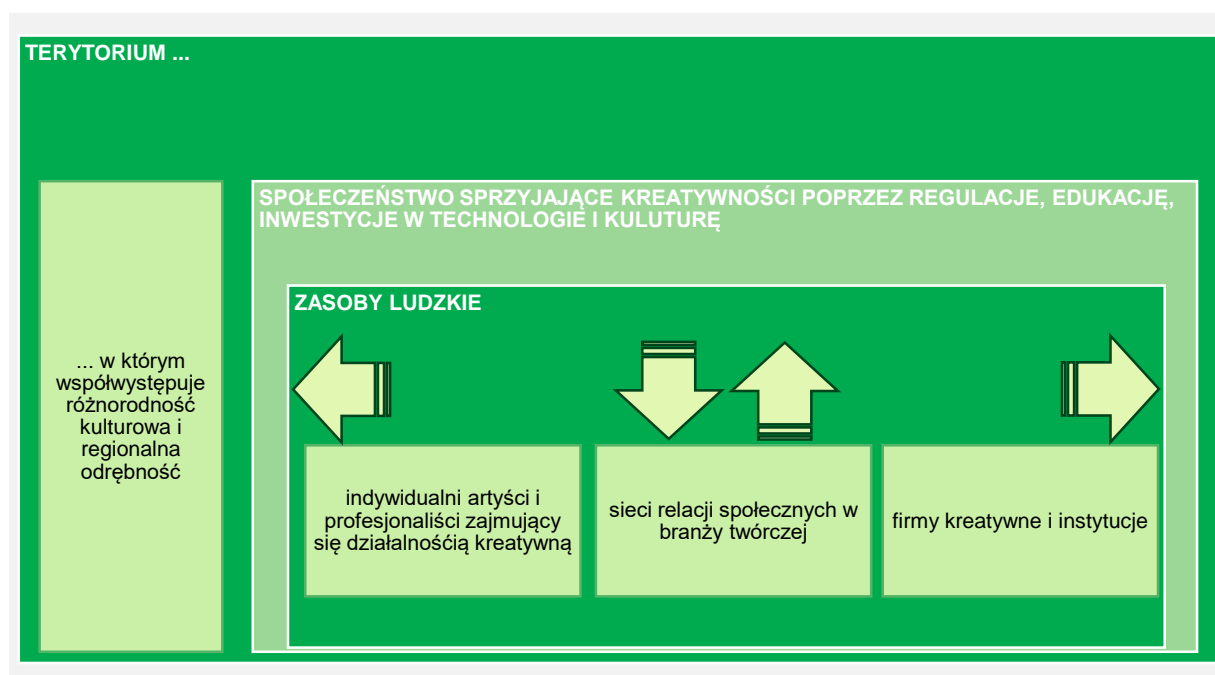 TERYTORIUM ...
SPOŁECZEŃSTWO SPRZYJAJĄCE KREATYWNOŚCI POPRZEZ REGULACJE, EDUKACJĘ,
INWESTYCJE W TECHNOLOGIE I KULUTURĘ
ZASOBY LUDZKIE
... w którym
współwystępuje
różnorodność
kulturowa i
regionalna
odrębność
indywidualni artyści i
profesjonaliści zajmujący
się działalnośćią kreatywną
sieci relacji społecznych w
branży twórczej
firmy kreatywne i instytucje